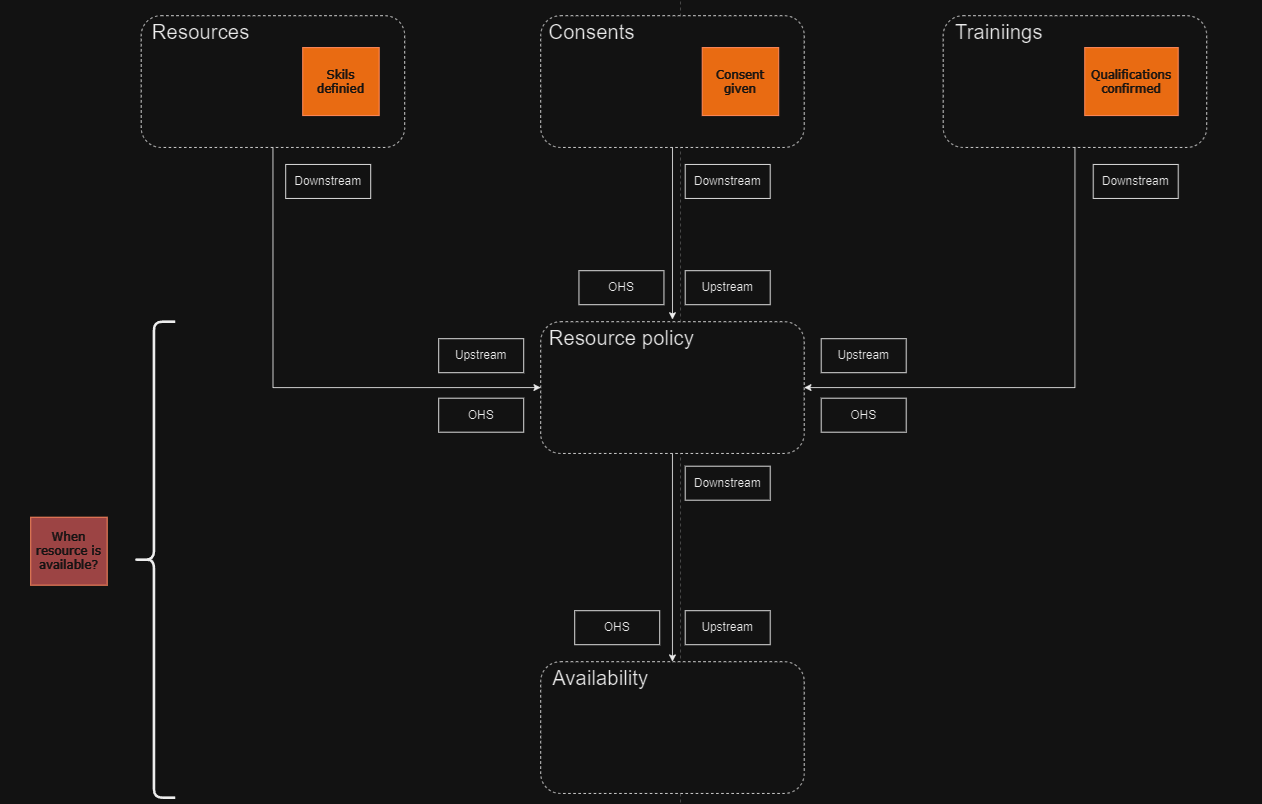 Resources
Skils
definied
Consents
Consent
given
Trainiings
Qualifications
confirmed
Downstream
Downstream
Downstream
OHS
Upstream
Resource policy
Upstream
Upstream
OHS
OHS
Downstream
When
resource is
available?
OHS
Upstream
Availability